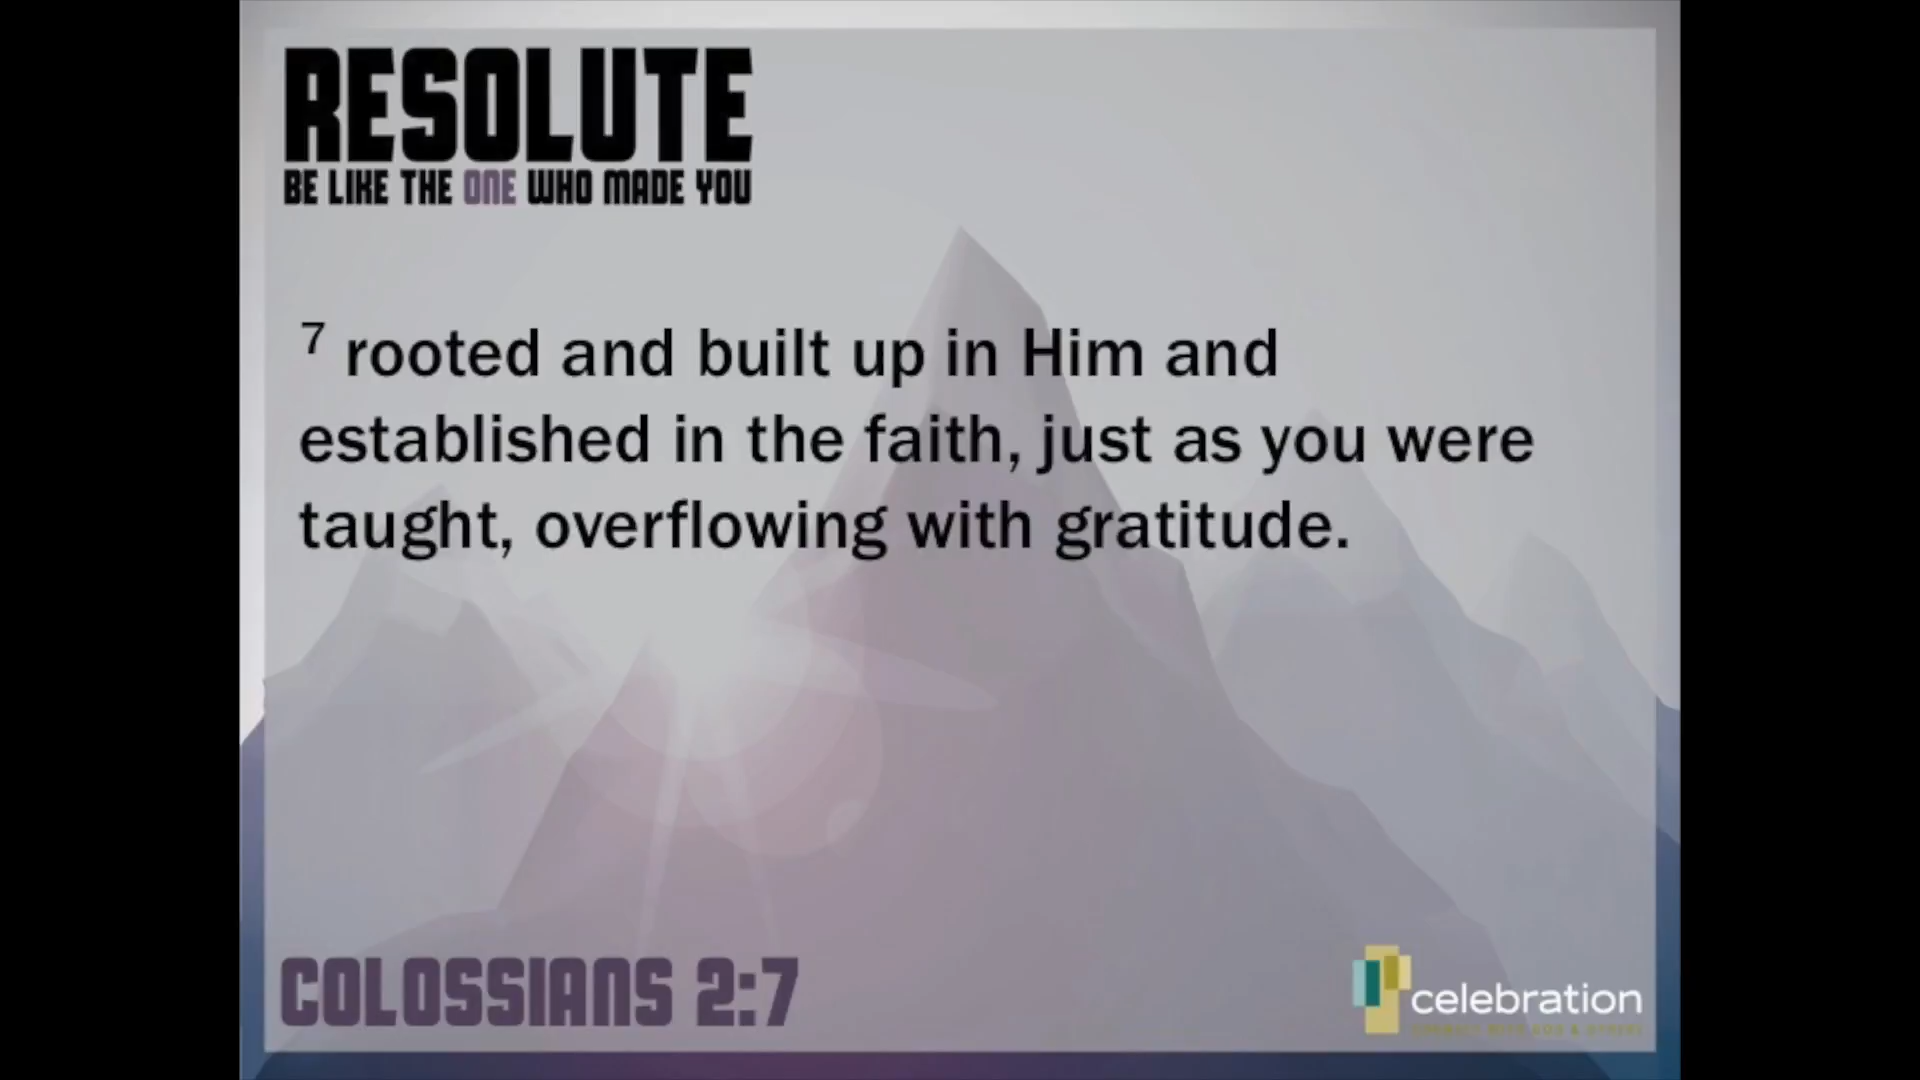 RESOLUTE
BE LIKE THE ONE WHO MADE YOU
7 rooted and built up in Him and
established in the faith, just as you were
taught, overflowing with gratitude.
COLOSSIANS 2:7
celebration